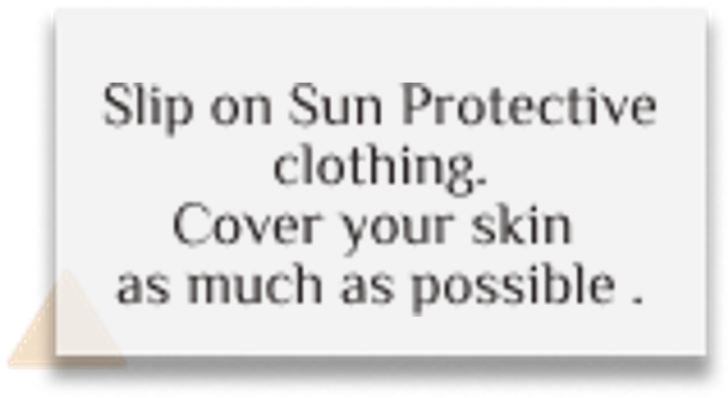 Slip on Sun Protective
clothing.
Cover your skin
as much as possible .